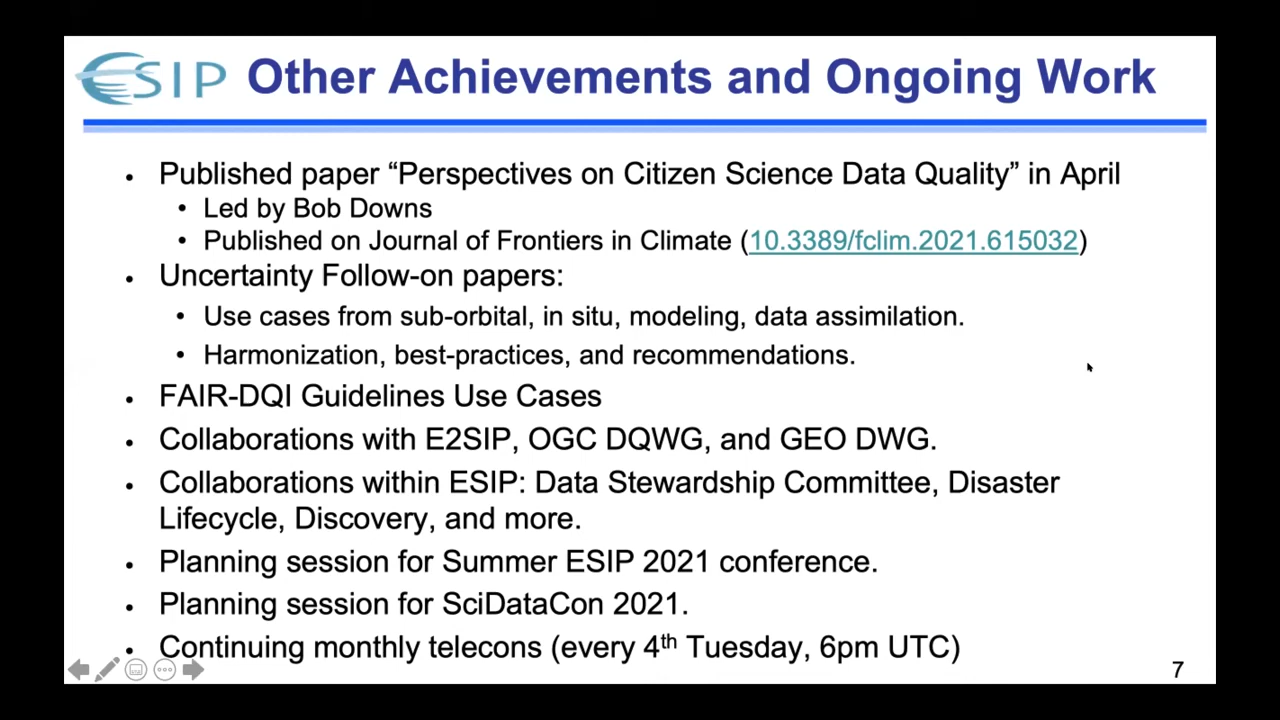 ESIP Other Achievements and Ongoing Work
• Published paper “Perspectives on Citizen Science Data Quality” in April
• Led by Bob Downs
• Published on Journal of Frontiers in Climate (10.3389/fclim.2021.615032)
• Uncertainty Follow-on papers:
• Use cases from sub-orbital, in situ, modeling, data assimilation.
• Harmonization, best-practices, and recommendations.
• FAIR-DQI Guidelines Use Cases
• Collaborations with E2SIP, OGC DQWG, and GEO DWG.
• Collaborations within ESIP: Data Stewardship Committee, Disaster
Lifecycle, Discovery, and more.
• Planning session for Summer ESIP 2021 conference.
• Planning session for SciDataCon 2021.
• Continuing monthly telecons (every 4th Tuesday, 6pm UTC)
7